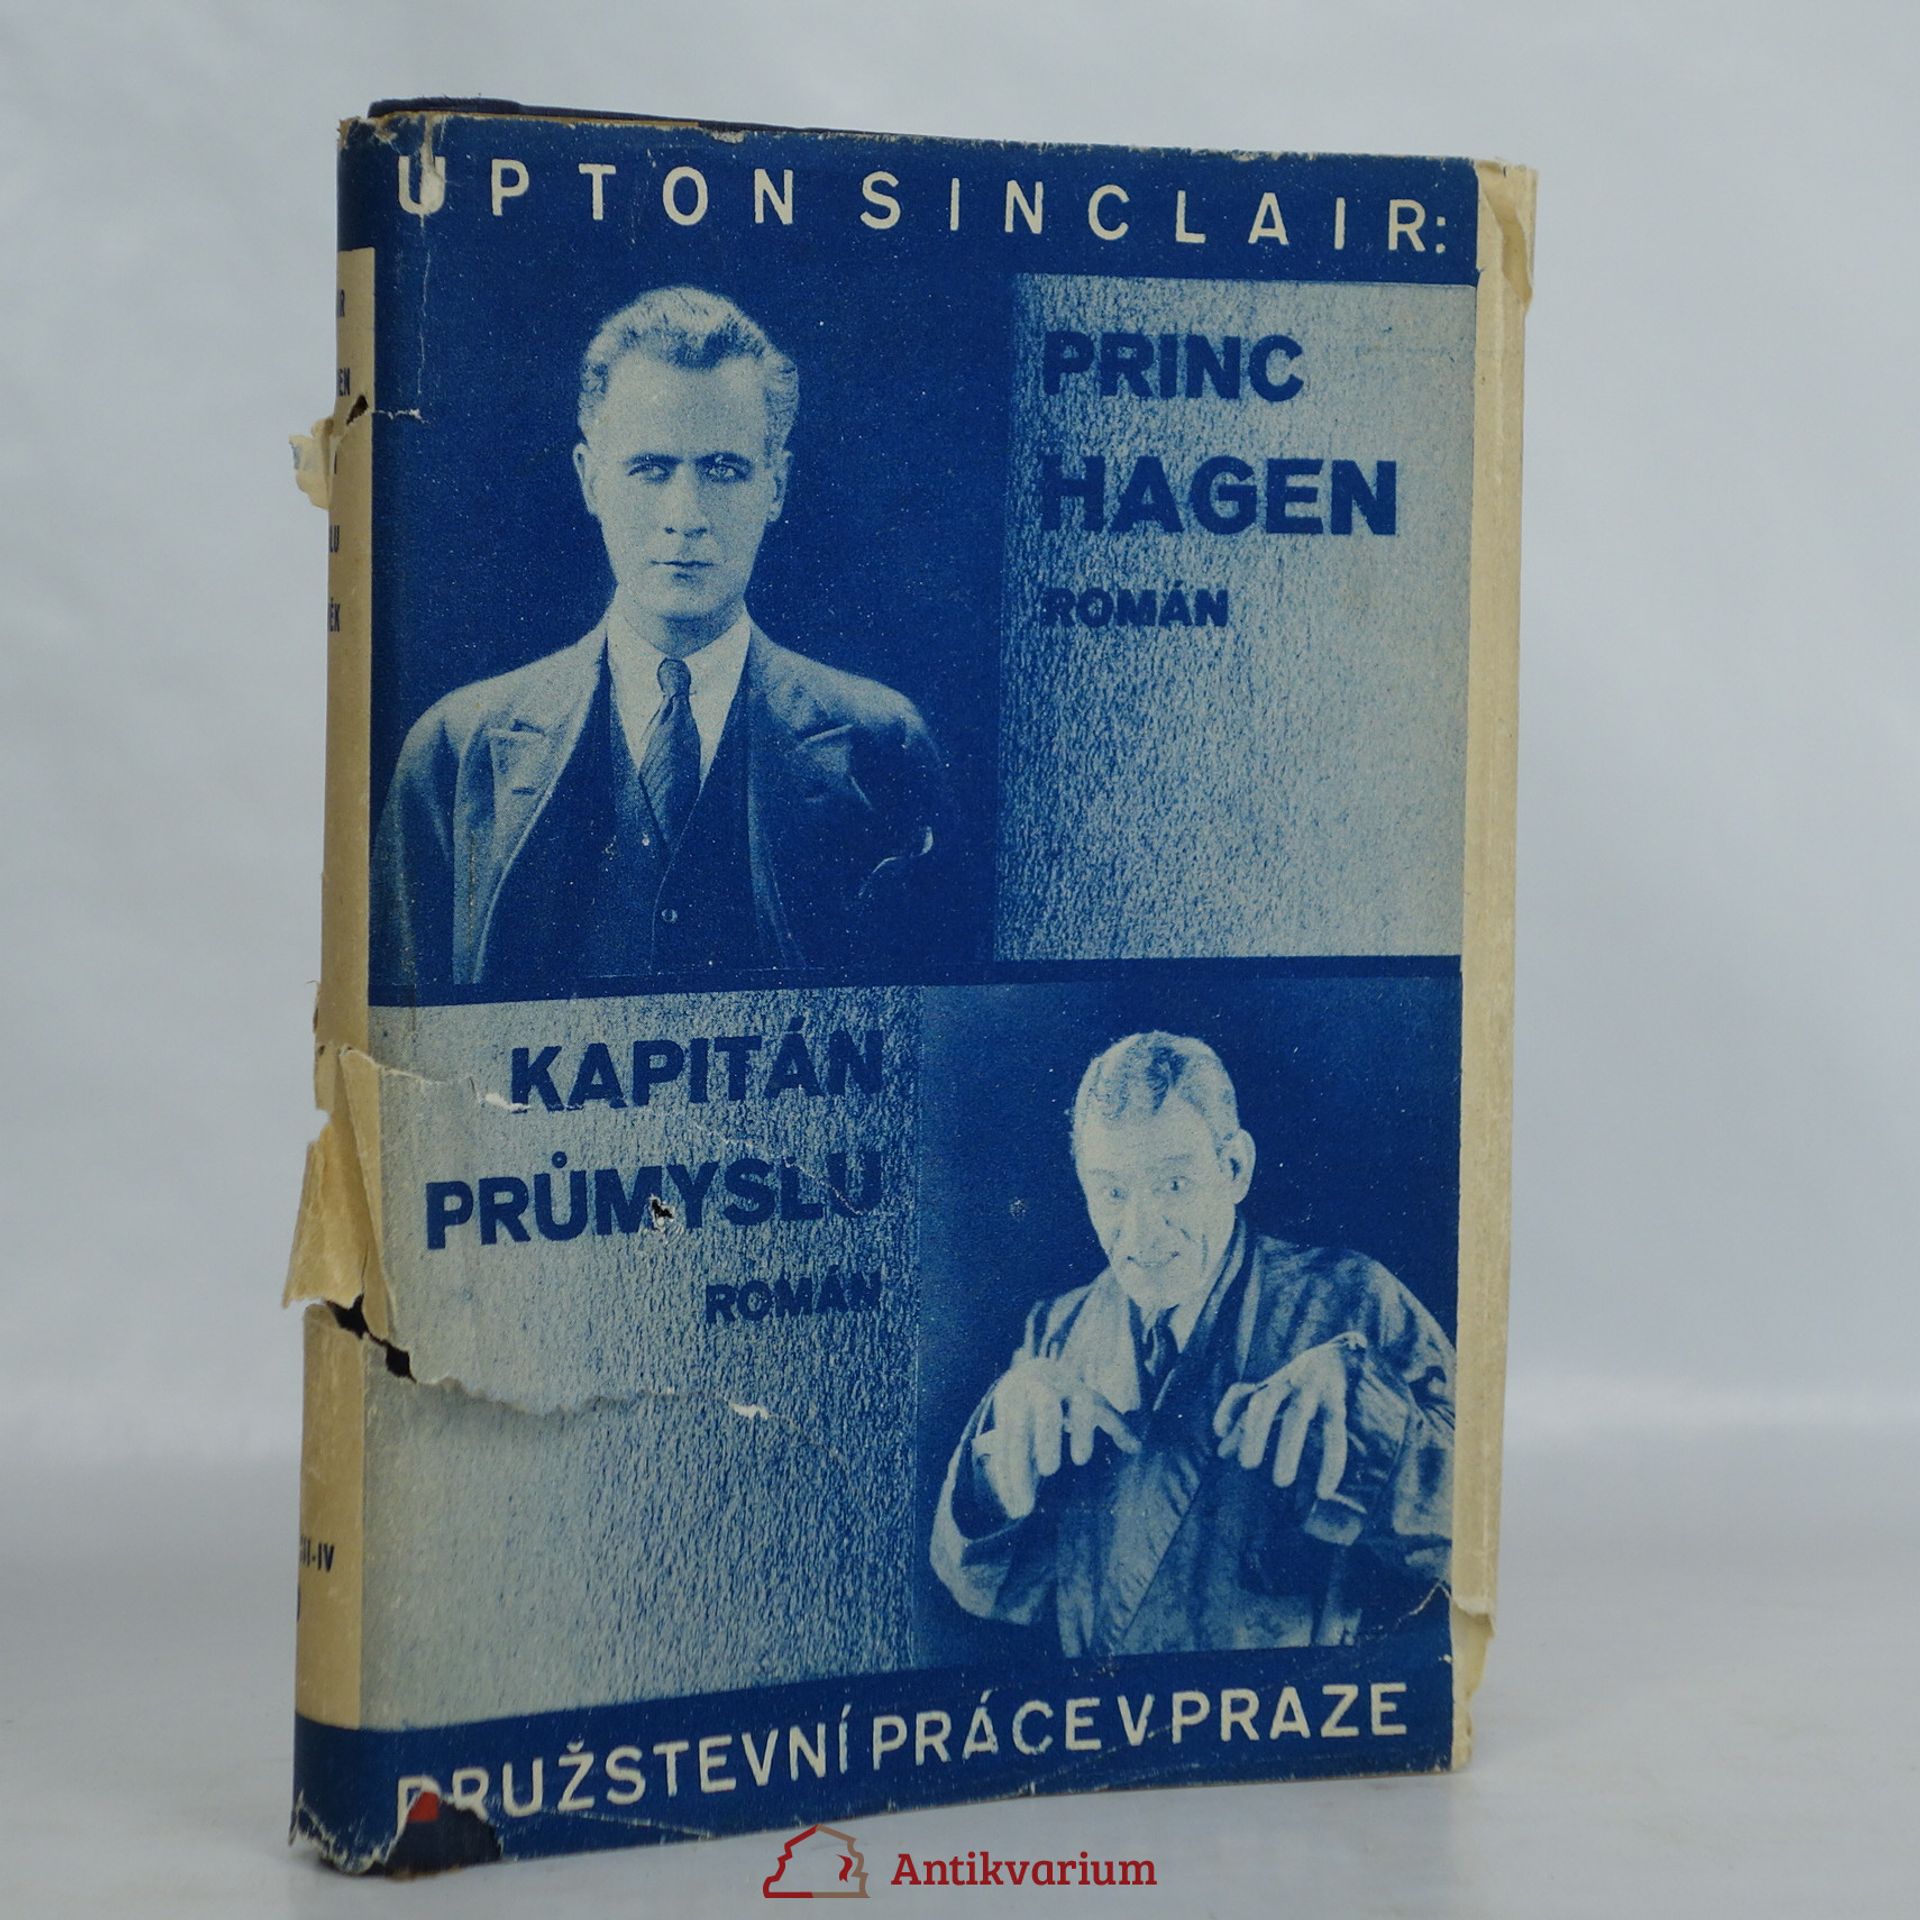 UPTON SINCLAIR:
PRINC
HAGEN
ROMÁN
KAPITÁN
PRŮMYSLU
ROMÁN
DRUŽSTEVNÍ PRÁCE V PRAZE
Antikvarium